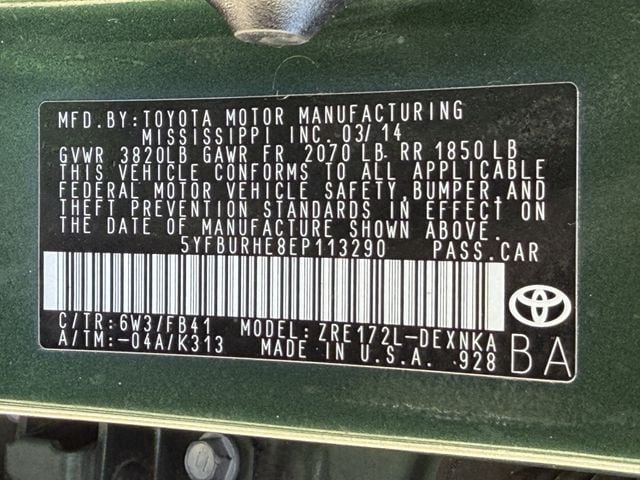 MFD.BY:TOYOTA MOTOR MANUFACTURING
MISSISSIPPI INC. 03/14
GVWR 3820LB GAWR FR 2070 LB RR 1850 LB
THIS VEHICLE CONFORMS TO ALL APPLICABLE
FEDERAL MOTOR VEHICLE SAFETY,BUMPER,AND
THEFT PREVENTION STANDARDS IN EFFECT ON
THE DATE OF MANUFACTURE SHOWN ABOVE.
5YFBURHE8EP113290 PASS.CAR
C/TR:6W3/FB41 MODEL:ZRE172L-DEXNKA
A/TM:-04A/K313 MADE IN U.S.A. 928
BA